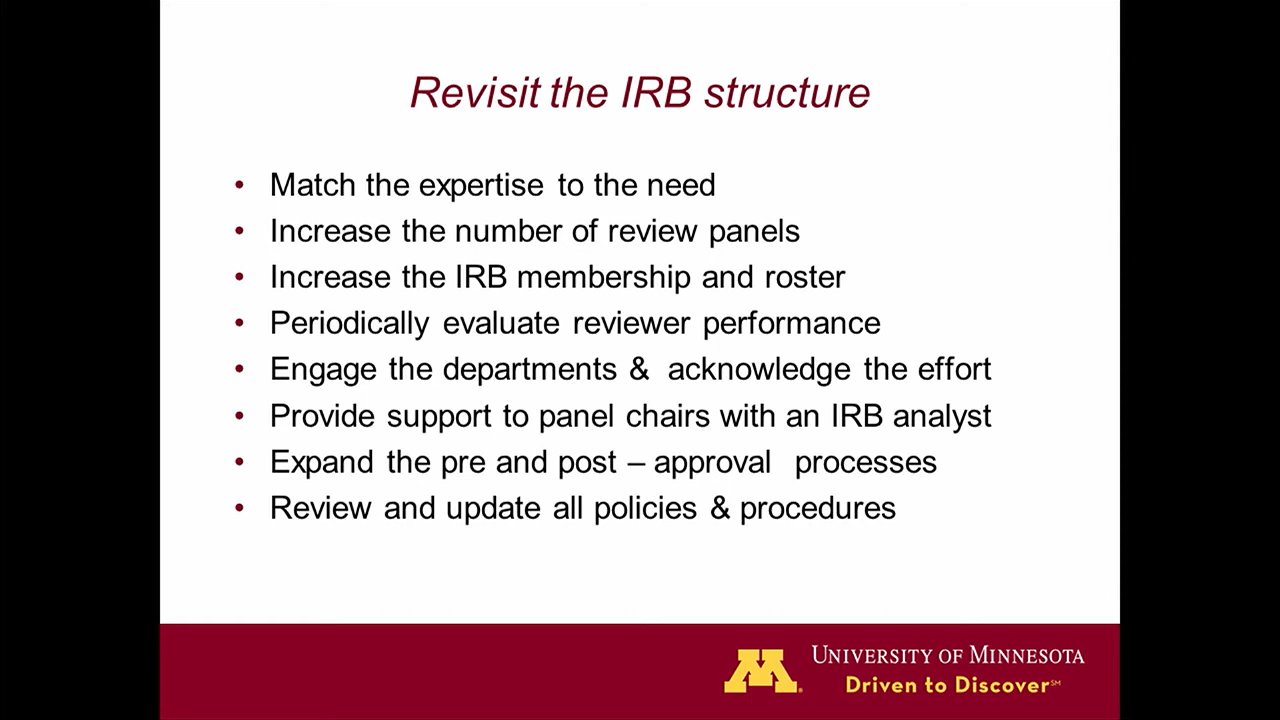 Revisit the IRB structure
• Match the expertise to the need
• Increase the number of review panels
• Increase the IRB membership and roster
• Periodically evaluate reviewer performance
• Engage the departments & acknowledge the effort
• Provide support to panel chairs with an IRB analyst
• Expand the pre and post – approval processes
• Review and update all policies & procedures
M®
UNIVERSITY OF MINNESOTA
Driven to Discover℠